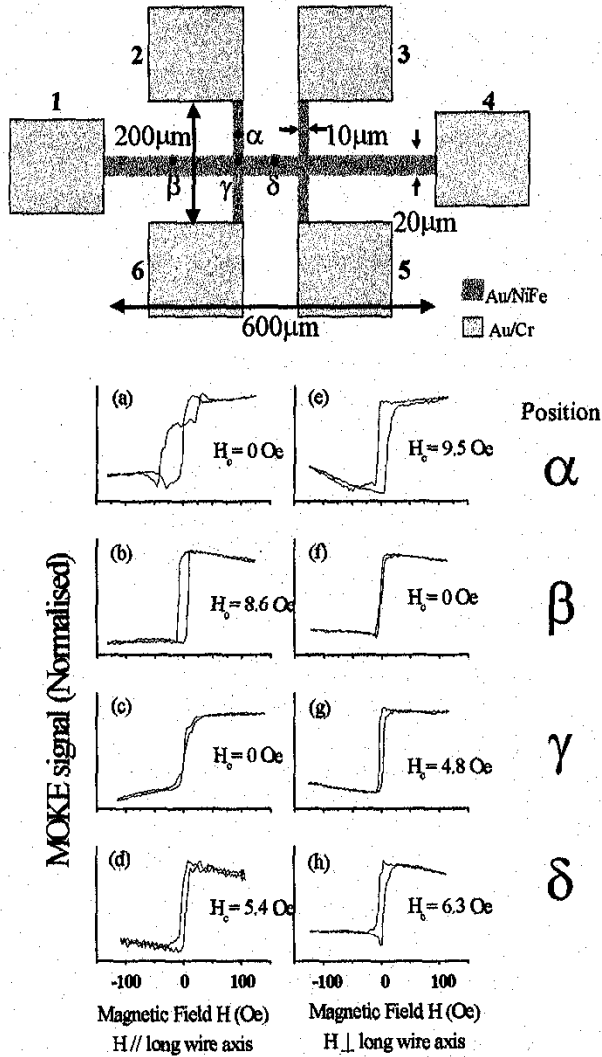 2
3
1
4
200μm
α
10μm
β
γ
δ
20μm
6
5
Au/NiFe
Au/Cr
600μm
(a)
(e)
Position
H_c = 0 Oe
H_c = 9.5 Oe
α
(b)
(f)
H_c = 8.6 Oe
H_c = 0 Oe
β
MOKE signal (Normalised)
(c)
(g)
H_c = 0 Oe
H_c = 4.8 Oe
γ
(d)
(h)
H_c = 5.4 Oe
H_c = 6.3 Oe
δ
-100 0 100
-100 0 100
Magnetic Field H (Oe)
Magnetic Field H (Oe)
H // long wire axis
H ⊥ long wire axis